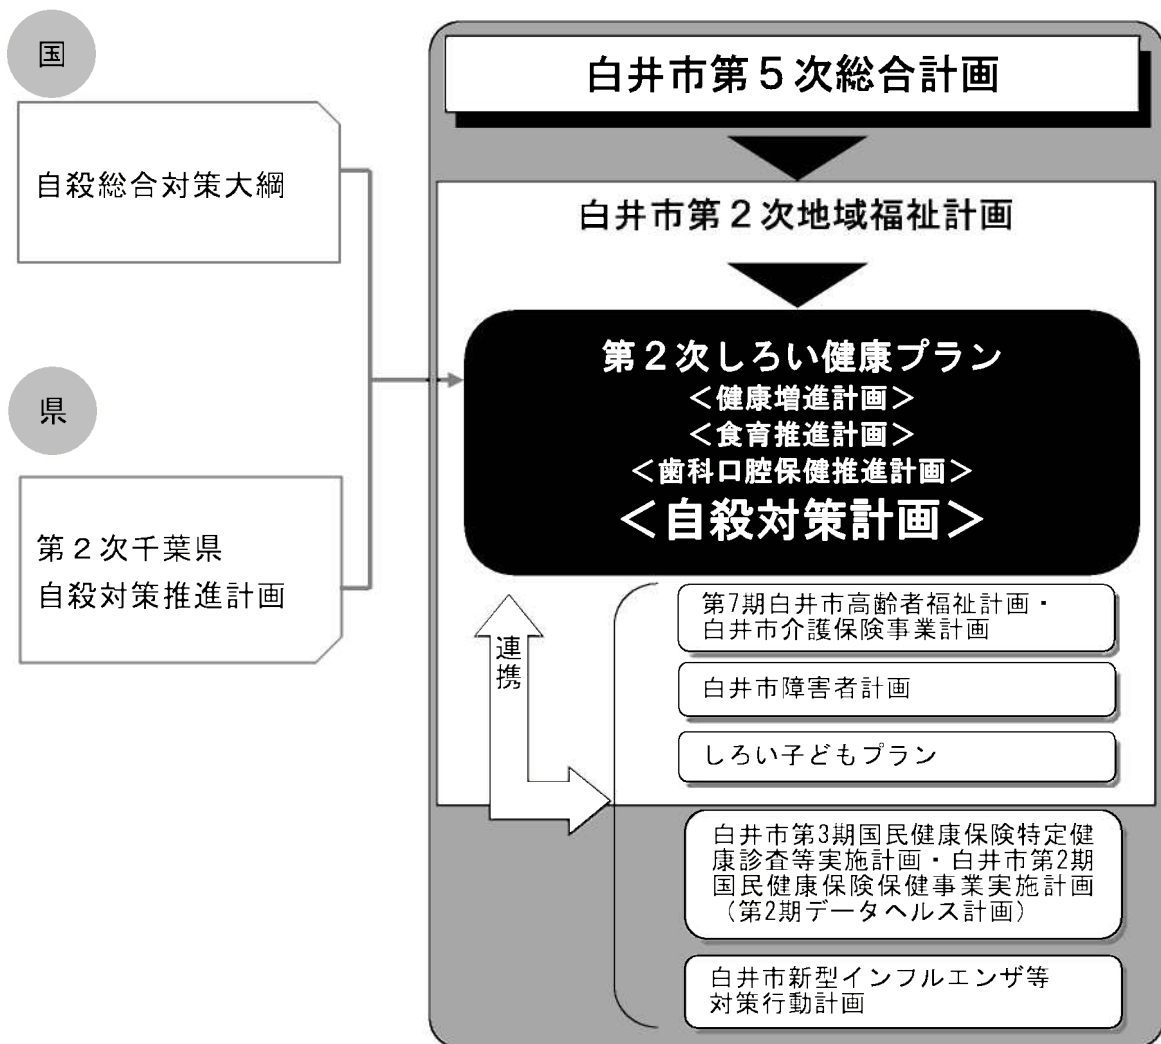 国
自殺総合対策大綱
県
第２次千葉県
自殺対策推進計画
白井市第５次総合計画
白井市第２次地域福祉計画
第２次しろい健康プラン
＜健康増進計画＞
＜食育推進計画＞
＜歯科口腔保健推進計画＞
＜自殺対策計画＞
連携
第7期白井市高齢者福祉計画・
白井市介護保険事業計画
白井市障害者計画
しろい子どもプラン
白井市第3期国民健康保険特定健
康診査等実施計画・白井市第2期
国民健康保険保健事業実施計画
（第2期データヘルス計画）
白井市新型インフルエンザ等
対策行動計画